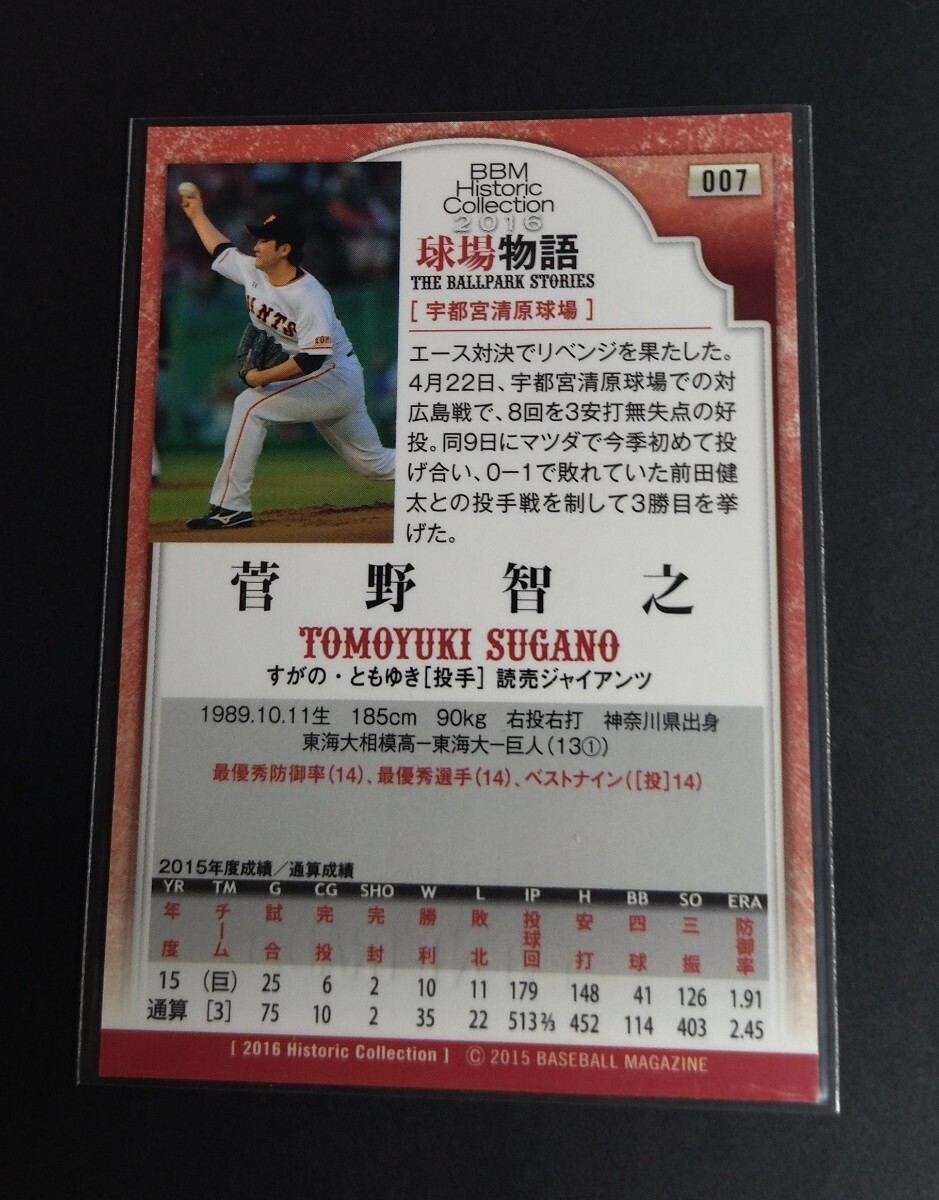 007
BBM
Historic
Collection
2016
球場物語
THE BALLPARK STORIES
[ 宇都宮清原球場 ]
エース対決でリベンジを果たした。
4月22日、宇都宮清原球場での対
広島戦で、8回を3安打無失点の好
投。同9日にマツダで今季初めて投
げ合い、0−1で敗れていた前田健
太との投手戦を制して3勝目を挙
げた。
菅野智之
TOMOYUKI SUGANO
すがの・ともゆき[投手] 読売ジャイアンツ
1989.10.11生 185cm 90kg 右投右打 神奈川県出身
東海大相模高ー東海大ー巨人(13①)
最優秀防御率(14)、最優秀選手(14)、ベストナイン([投]14)
2015年度成績/通算成績
YR TM G CG SHO W L IP H BB SO ERA
年度 チーム 試合 完投 完封 勝利 敗北 投球回 安打 四球 三振 防御率
15 (巨) 25 6 2 10 11 179 148 41 126 1.91
通算 [3] 75 10 2 35 22 513⅔ 452 114 403 2.45
[ 2016 Historic Collection ] © 2015 BASEBALL MAGAZINE